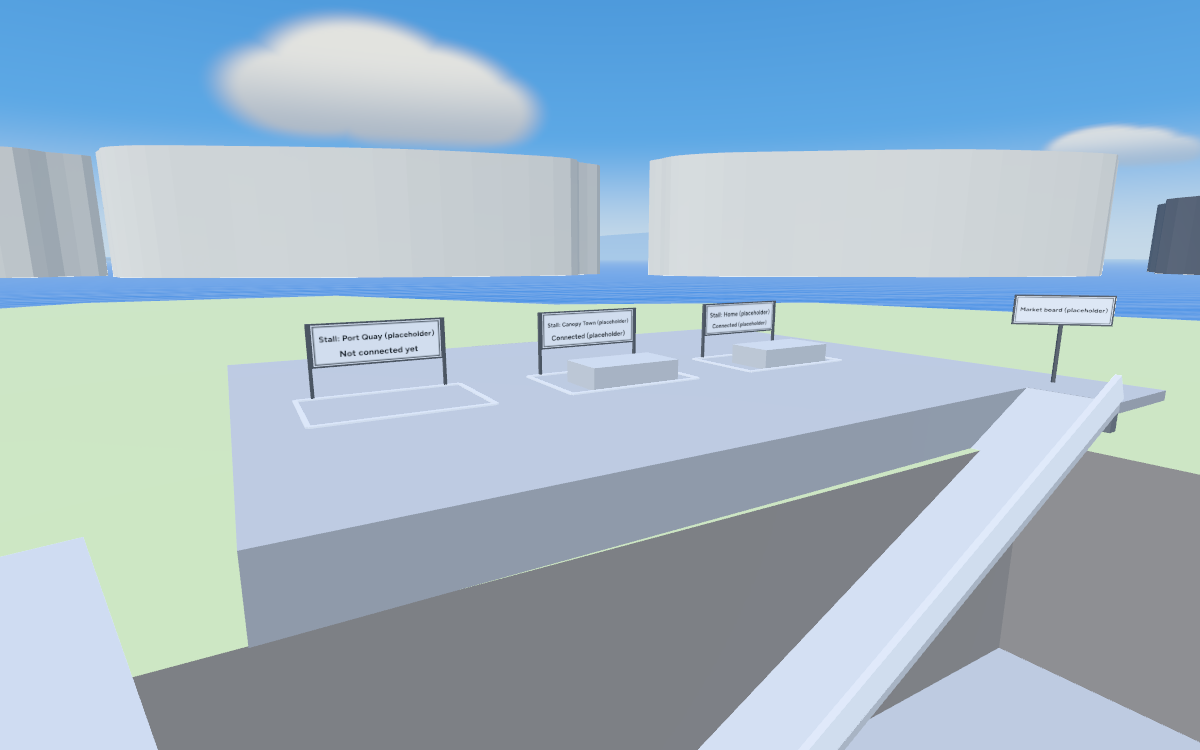 Stall: Port Quay (placeholder)
Not connected yet
Stall: Canopy Town (placeholder)
Connected (placeholder)
Stall: Home (placeholder)
Connected (placeholder)
Market board (placeholder)